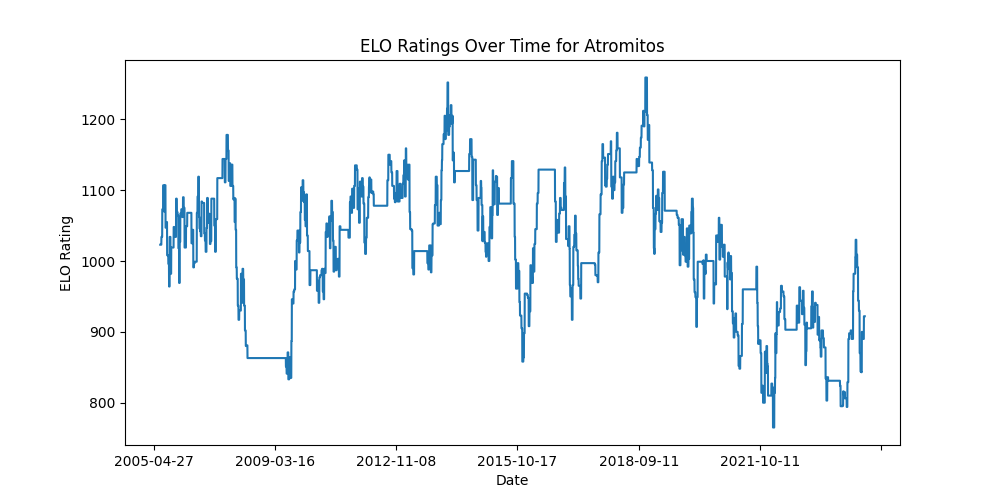 ELO Ratings Over Time for Atromitos
1200
1100
1000
900
800
ELO Rating
2005-04-27 2009-03-16 2012-11-08 2015-10-17 2018-09-11 2021-10-11
Date